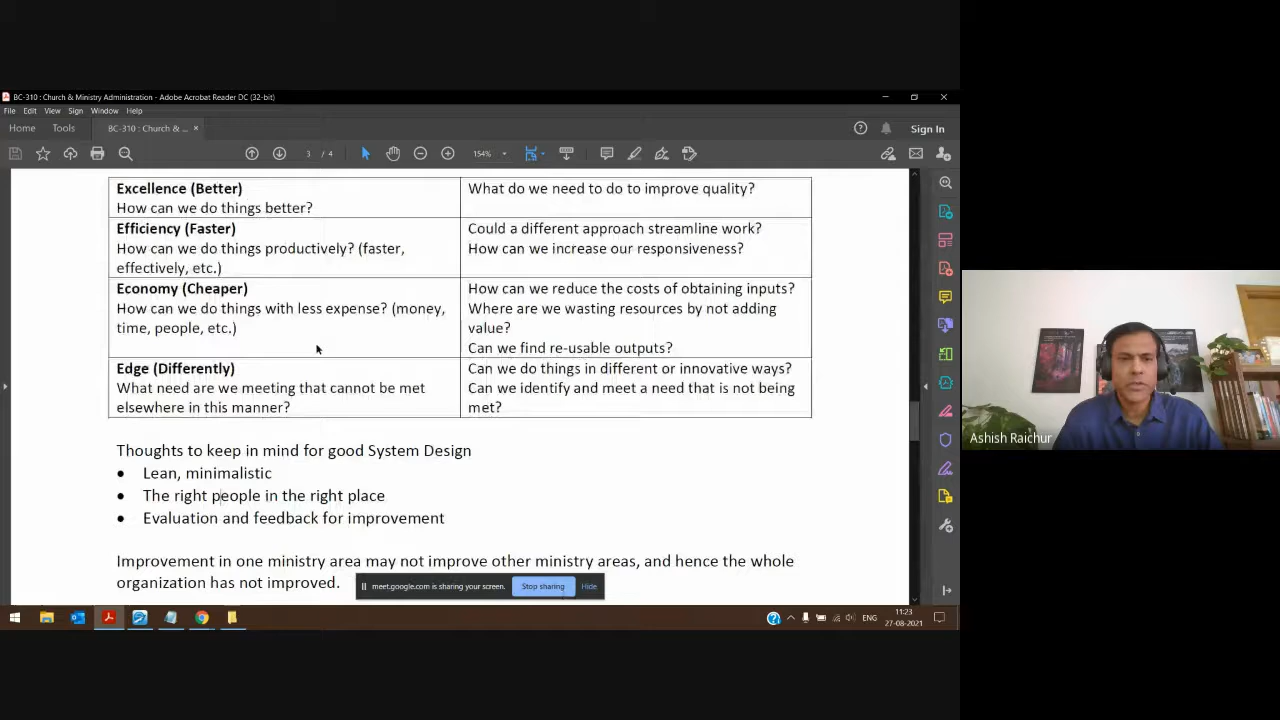 BC-310 : Church & Ministry Administration - Adobe Acrobat Reader DC (32-bit)
File Edit View Sign Window Help
Home Tools BC-310 : Church & ... × Sign In
3 / 4 154%
Excellence (Better)
How can we do things better?
What do we need to do to improve quality?
Efficiency (Faster)
How can we do things productively? (faster,
effectively, etc.)
Could a different approach streamline work?
How can we increase our responsiveness?
Economy (Cheaper)
How can we do things with less expense? (money,
time, people, etc.)
How can we reduce the costs of obtaining inputs?
Where are we wasting resources by not adding
value?
Can we find re-usable outputs?
Edge (Differently)
What need are we meeting that cannot be met
elsewhere in this manner?
Can we do things in different or innovative ways?
Can we identify and meet a need that is not being
met?
Thoughts to keep in mind for good System Design
• Lean, minimalistic
• The right people in the right place
• Evaluation and feedback for improvement
Improvement in one ministry area may not improve other ministry areas, and hence the whole
organization has not improved.
meet.google.com is sharing your screen. Stop sharing Hide
ENG
11:23
27-08-2021
Ashish Raichur